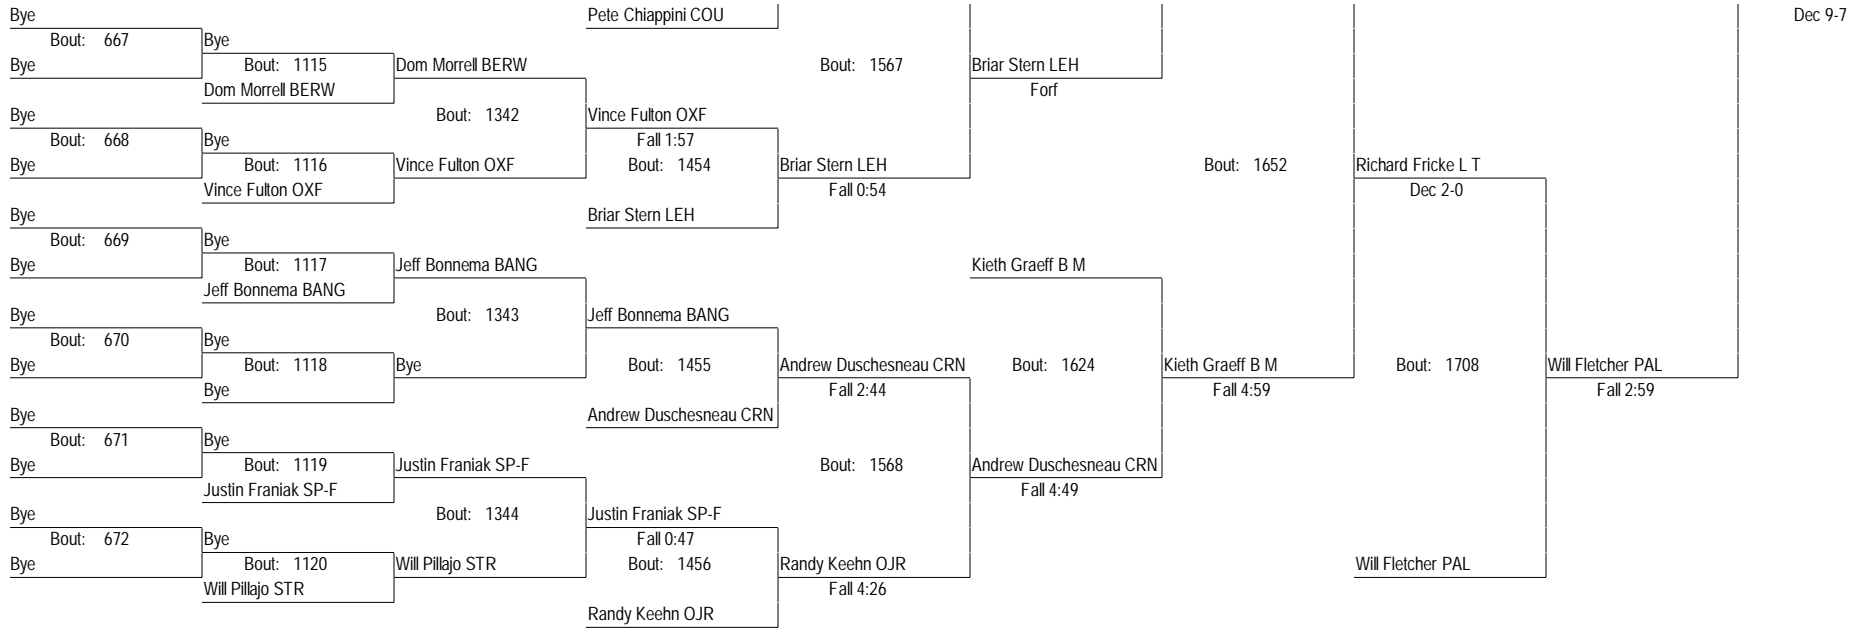 Bye Pete Chiappini COU Dec 9-7
Bout: 667 Bye
Bye Bout: 1115 Dom Morrell BERW Bout: 1567 Briar Stern LEH
Dom Morrell BERW Forf
Bye Bout: 1342 Vince Fulton OXF
Bout: 668 Bye Fall 1:57
Bye Bout: 1116 Vince Fulton OXF Bout: 1454 Briar Stern LEH Bout: 1652 Richard Fricke L T
Vince Fulton OXF Fall 0:54 Dec 2-0
Bye Briar Stern LEH
Bout: 669 Bye
Bye Bout: 1117 Jeff Bonnema BANG Kieth Graeff B M
Jeff Bonnema BANG
Bye Bout: 1343 Jeff Bonnema BANG
Bout: 670 Bye
Bye Bout: 1118 Bye Bout: 1455 Andrew Duschesneau CRN Bout: 1624 Kieth Graeff B M Bout: 1708 Will Fletcher PAL
Bye Fall 2:44 Fall 4:59 Fall 2:59
Bye Andrew Duschesneau CRN
Bout: 671 Bye
Bye Bout: 1119 Justin Franiak SP-F Bout: 1568 Andrew Duschesneau CRN
Justin Franiak SP-F Fall 4:49
Bye Bout: 1344 Justin Franiak SP-F
Bout: 672 Bye Fall 0:47
Bye Bout: 1120 Will Pillajo STR Bout: 1456 Randy Keehn OJR Will Fletcher PAL
Will Pillajo STR Fall 4:26
Randy Keehn OJR